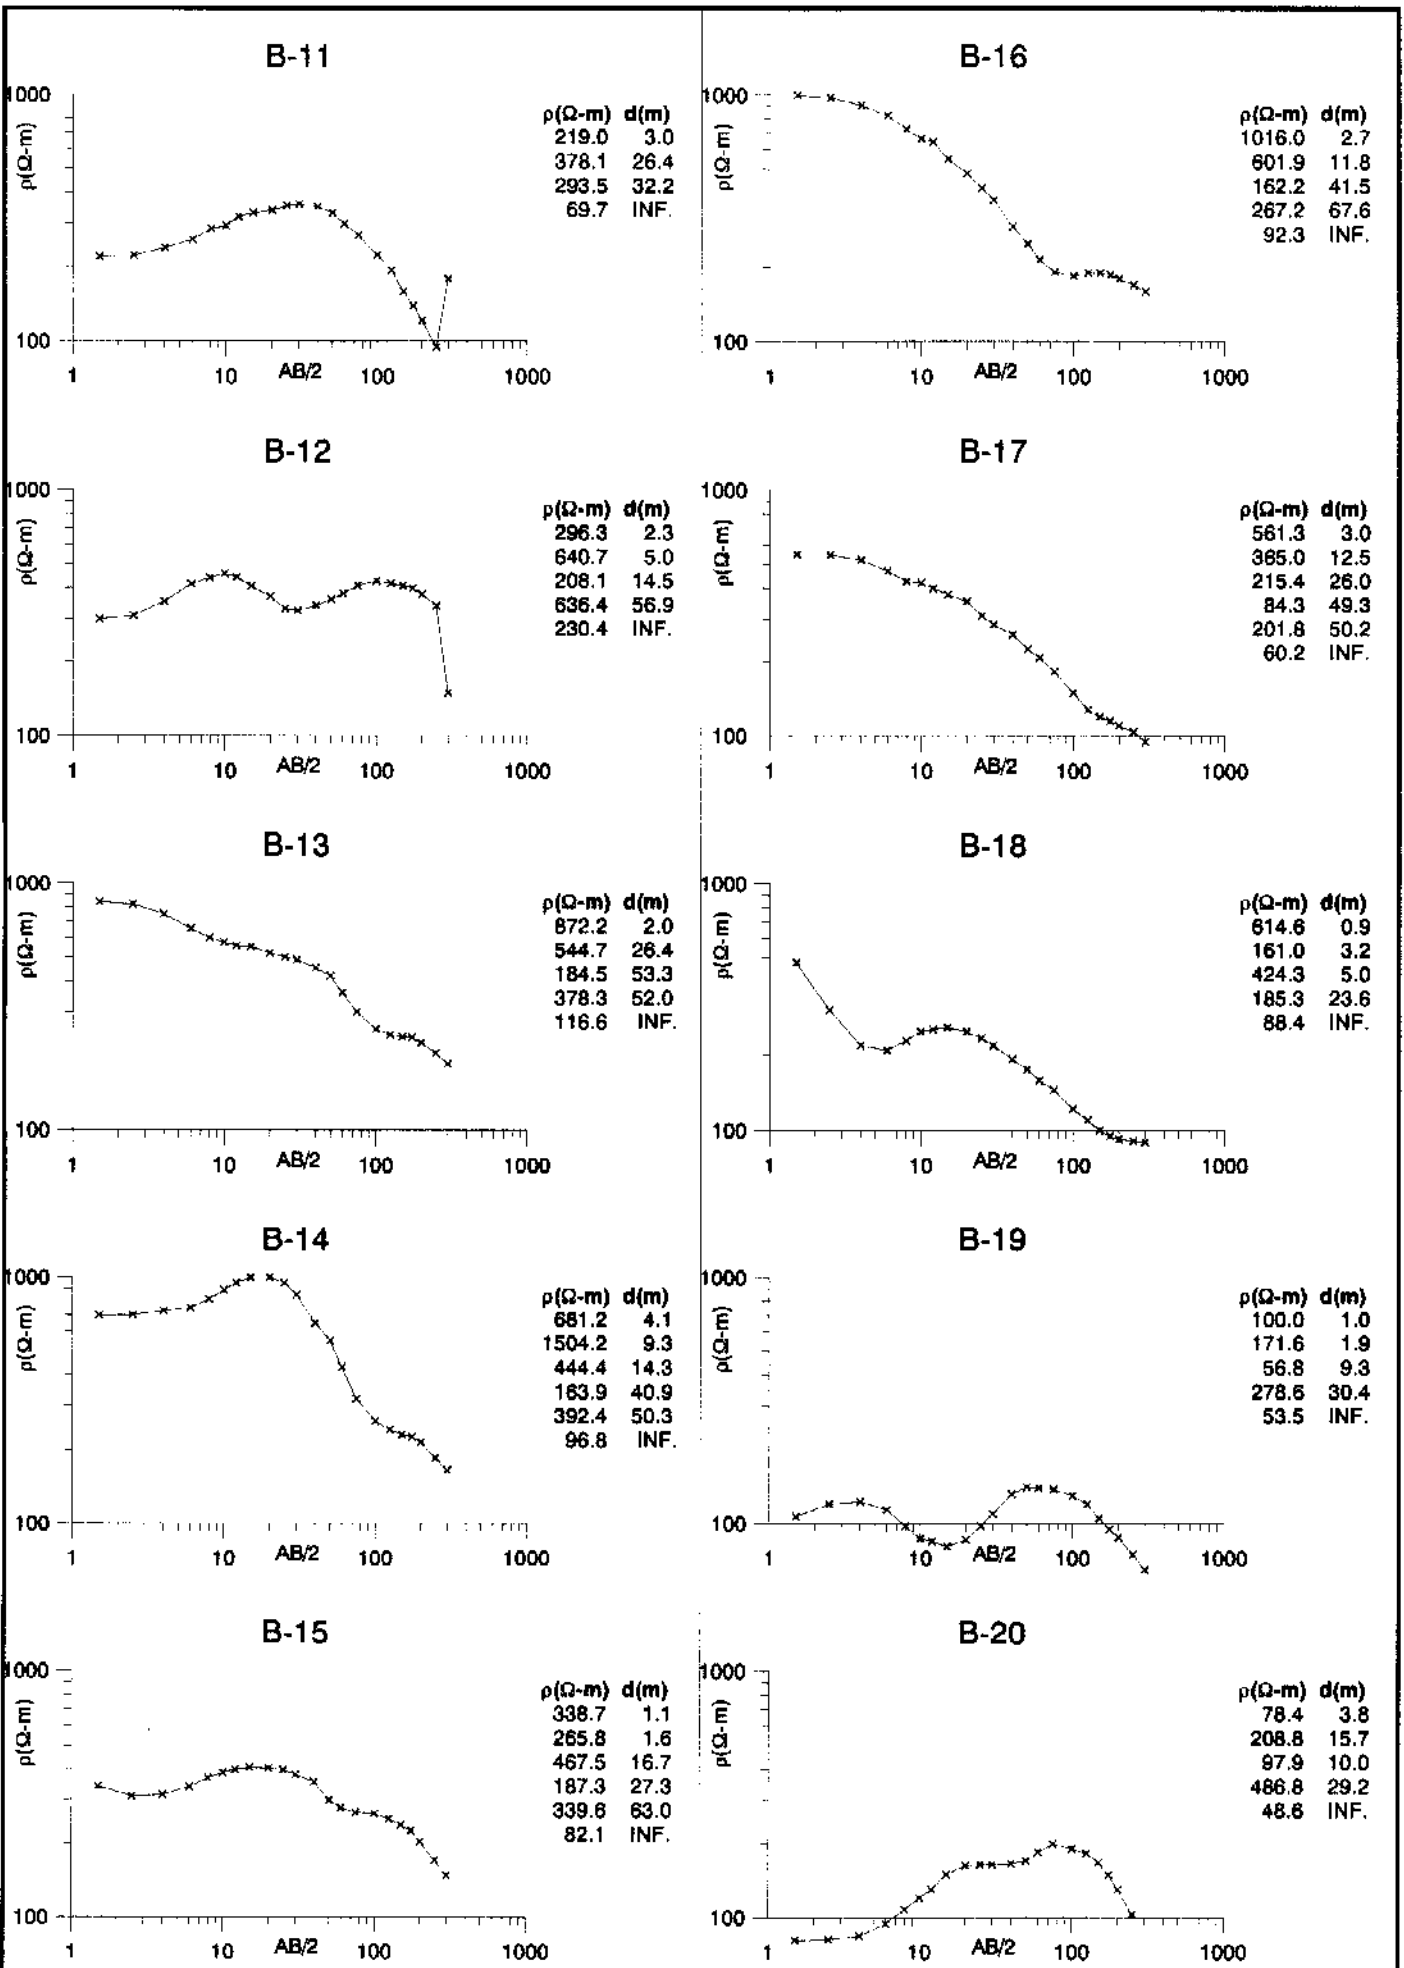 B-11
1000
ρ(Ω-m)
100
1 10 AB/2 100 1000
ρ(Ω-m) d(m)
219.0 3.0
378.1 26.4
293.5 32.2
69.7 INF.
B-12
1000
ρ(Ω-m)
100
1 10 AB/2 100 1000
ρ(Ω-m) d(m)
296.3 2.3
640.7 5.0
208.1 14.5
636.4 56.9
230.4 INF.
B-13
1000
ρ(Ω-m)
100
1 10 AB/2 100 1000
ρ(Ω-m) d(m)
872.2 2.0
544.7 26.4
184.5 53.3
378.3 52.0
116.6 INF.
B-14
1000
ρ(Ω-m)
100
1 10 AB/2 100 1000
ρ(Ω-m) d(m)
681.2 4.1
1504.2 9.3
444.4 14.3
163.9 40.9
392.4 50.3
96.8 INF.
B-15
1000
ρ(Ω-m)
100
1 10 AB/2 100 1000
ρ(Ω-m) d(m)
338.7 1.1
265.8 1.6
467.5 16.7
187.3 27.3
339.6 63.0
82.1 INF.
B-16
1000
ρ(Ω-m)
100
1 10 AB/2 100 1000
ρ(Ω-m) d(m)
1016.0 2.7
601.9 11.8
162.2 41.5
267.2 67.6
92.3 INF.
B-17
1000
ρ(Ω-m)
100
1 10 AB/2 100 1000
ρ(Ω-m) d(m)
561.3 3.0
365.0 12.5
215.4 26.0
84.3 49.3
201.8 50.2
60.2 INF.
B-18
1000
ρ(Ω-m)
100
1 10 AB/2 100 1000
ρ(Ω-m) d(m)
614.6 0.9
161.0 3.2
424.3 5.0
185.3 23.6
88.4 INF.
B-19
1000
ρ(Ω-m)
100
1 10 AB/2 100 1000
ρ(Ω-m) d(m)
100.0 1.0
171.6 1.9
56.8 9.3
278.6 30.4
53.5 INF.
B-20
1000
ρ(Ω-m)
100
1 10 AB/2 100 1000
ρ(Ω-m) d(m)
78.4 3.8
208.8 15.7
97.9 10.0
486.8 29.2
48.6 INF.